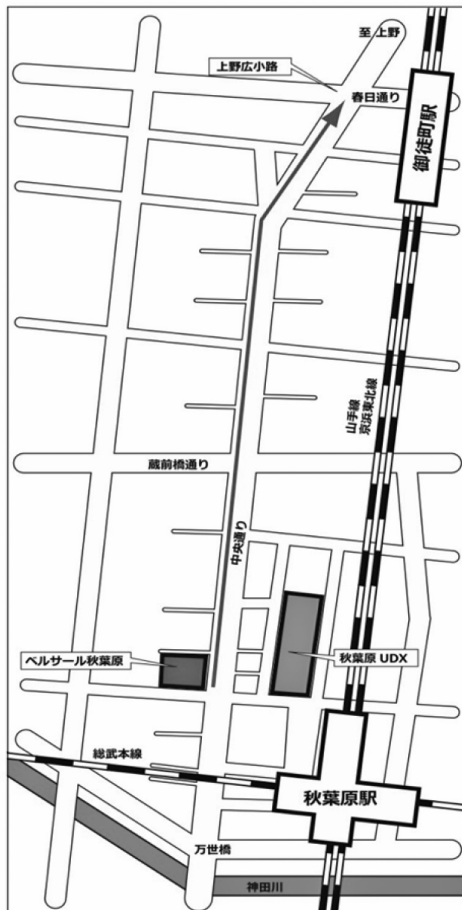 至 上野
上野広小路
春日通り
御徒町駅
山手線
京浜東北線
蔵前橋通り
中央通り
ベルサール秋葉原
秋葉原 UDX
総武本線
秋葉原駅
万世橋
神田川